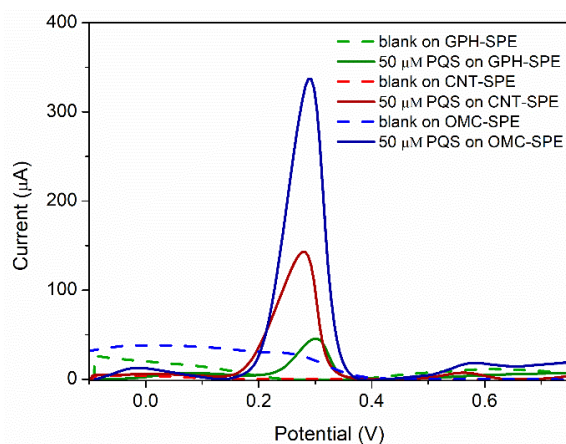 400
300
200
100
0
Current (μA)
blank on GPH-SPE
50 μM PQS on GPH-SPE
blank on CNT-SPE
50 μM PQS on CNT-SPE
blank on OMC-SPE
50 μM PQS on OMC-SPE
0.0 0.2 0.4 0.6
Potential (V)